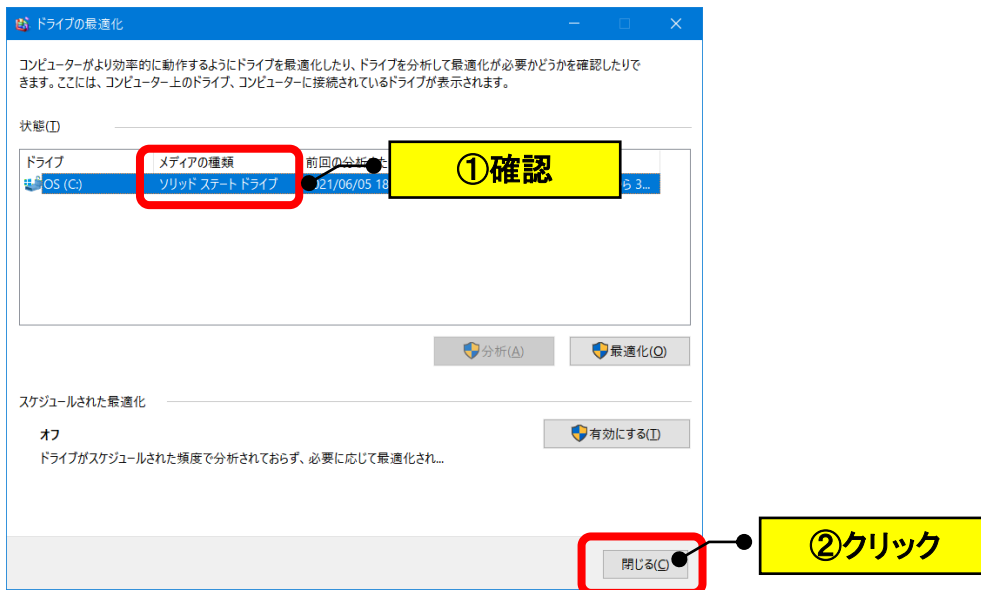 ドライブの最適化
コンピューターがより効率的に動作するようにドライブを最適化したり、ドライブを分析して最適化が必要かどうかを確認したりで
きます。ここには、コンピューター上のドライブ、コンピューターに接続されているドライブが表示されます。
状態(T)
ドライブ メディアの種類 前回の分析
OS (C:) ソリッド ステート ドライブ 21/06/05 18 ら 3...
①確認
分析(A) 最適化(O)
スケジュールされた最適化
オフ 有効にする(T)
ドライブがスケジュールされた頻度で分析されておらず、必要に応じて最適化され...
閉じる(C)
②クリック